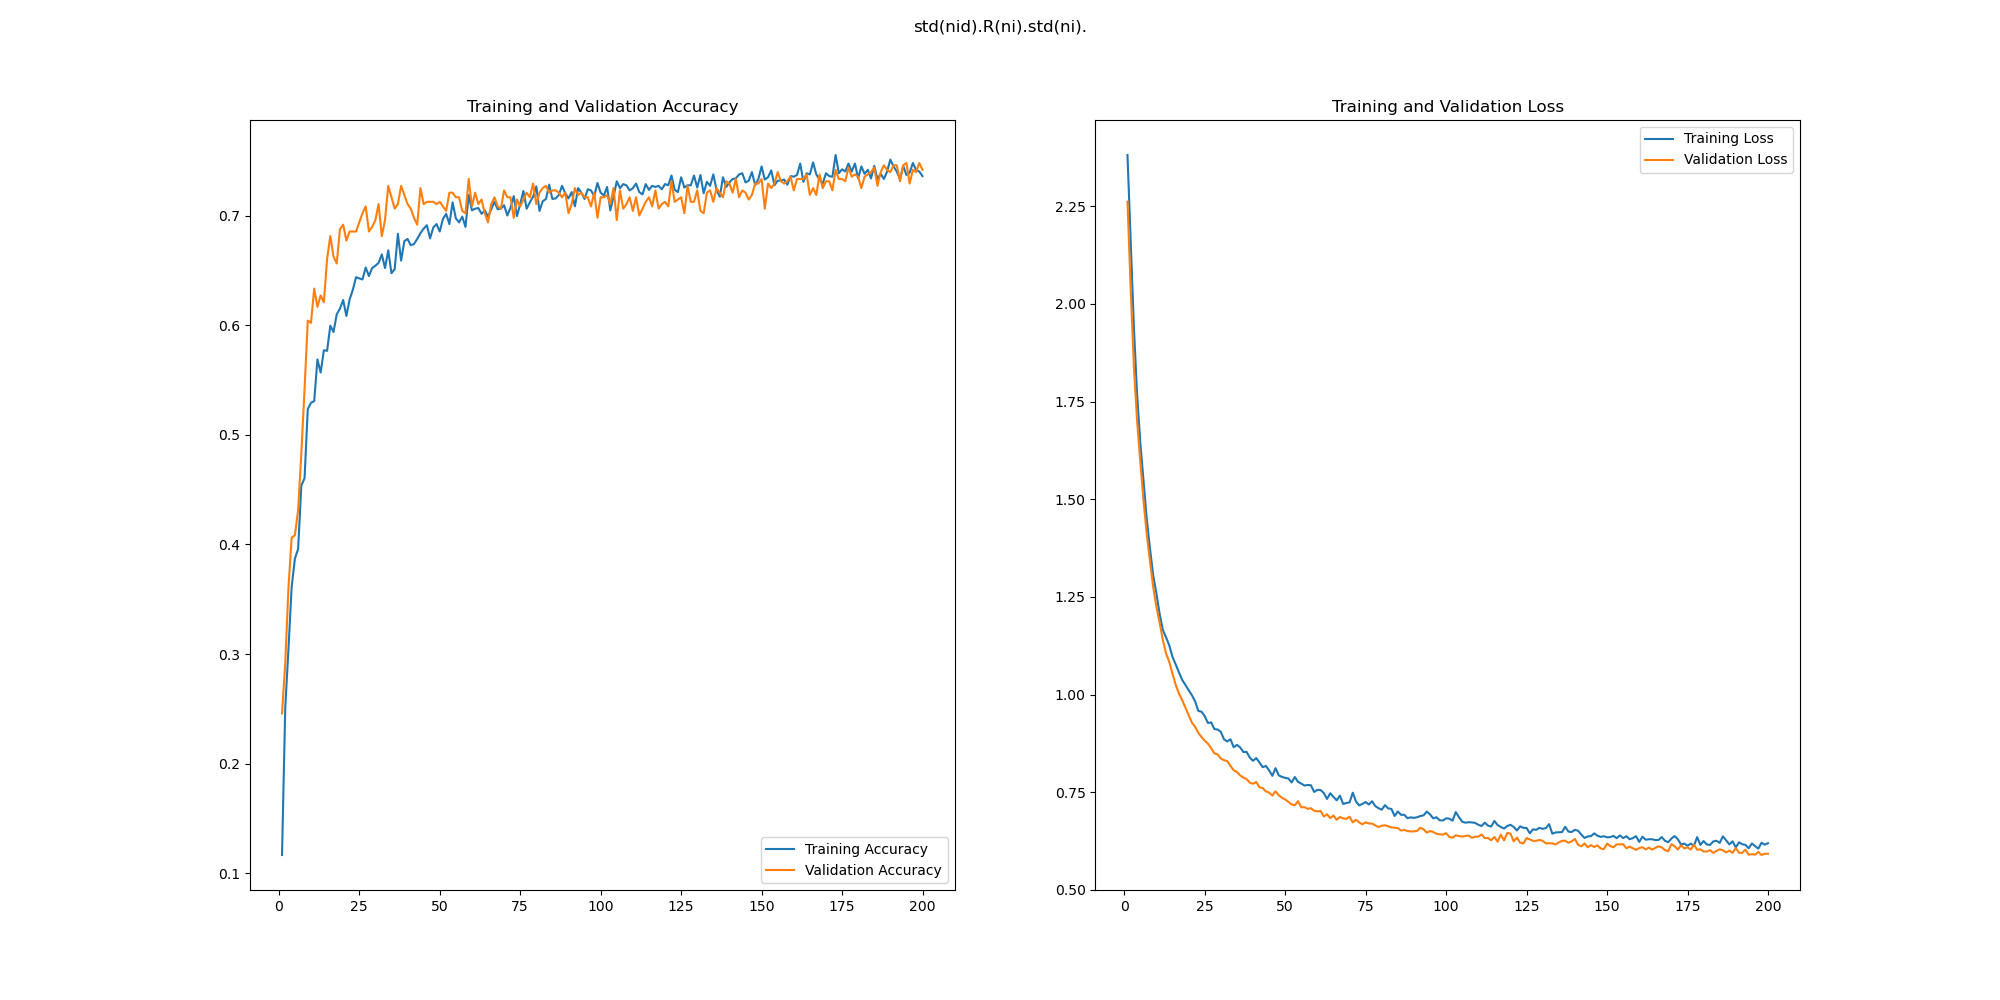 std(nid).R(ni).std(ni).
Training and Validation Accuracy
0.7
0.6
0.5
0.4
0.3
0.2
0.1
0 25 50 75 100 125 150 175 200
Training Accuracy
Validation Accuracy
Training and Validation Loss
2.25
2.00
1.75
1.50
1.25
1.00
0.75
0.50
0 25 50 75 100 125 150 175 200
Training Loss
Validation Loss